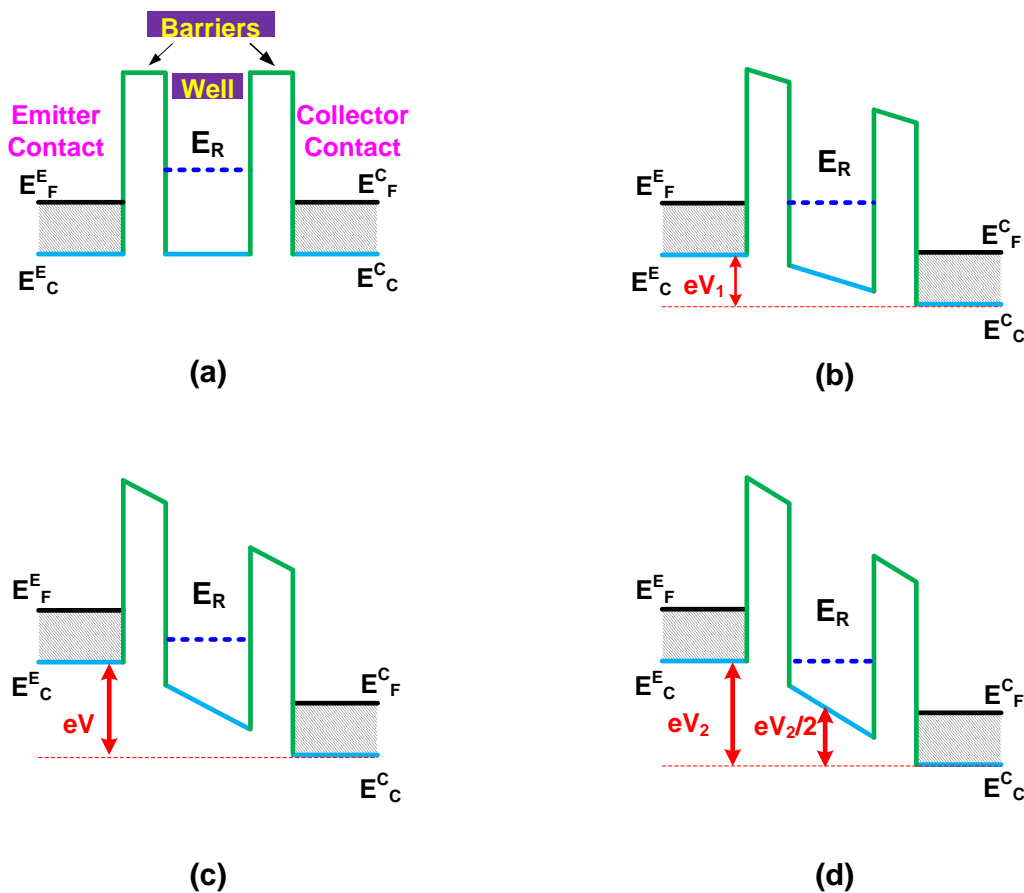 Barriers
Well
Emitter
Contact
Collector
Contact
E_R
E^E_F
E^C_F
E^E_C
E^C_C
(a)
E_R
E^E_F
E^C_F
E^E_C
eV_1
E^C_C
(b)
E_R
E^E_F
E^E_C
E^C_F
eV
E^C_C
(c)
E_R
E^E_F
E^E_C
E^C_F
eV_2
eV_2/2
E^C_C
(d)